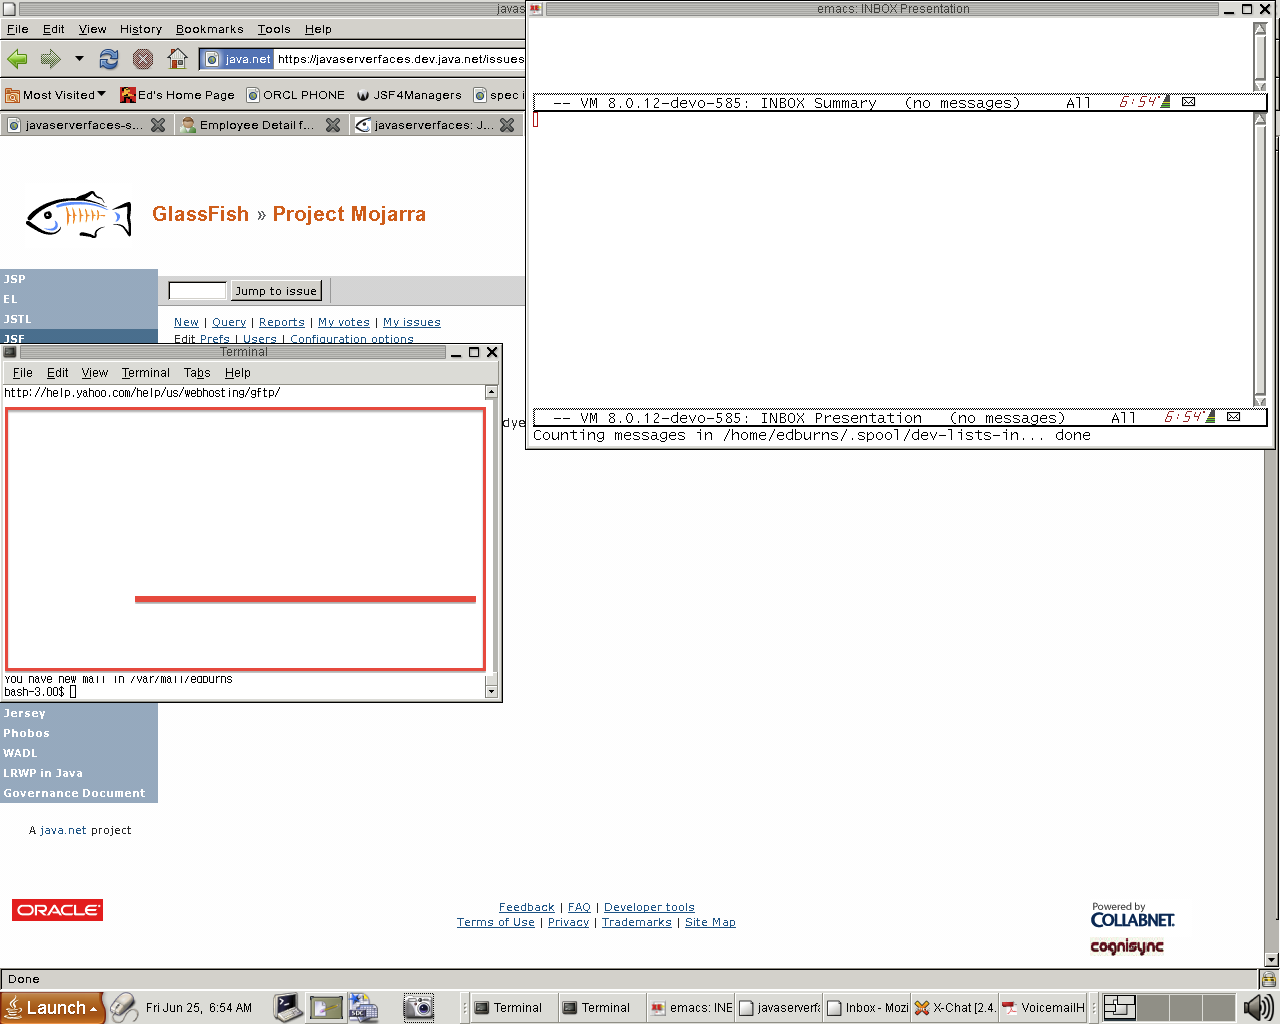 javas
File Edit View History Bookmarks Tools Help
java.net https://javaserverfaces.dev.java.net/issues
Most Visited Ed's Home Page ORCL PHONE JSF4Managers spec i
javaserverfaces-s... Employee Detail f... javaserverfaces: J...
GlassFish » Project Mojarra
JSP
EL
JSTL
JSF
Jump to issue
New | Query | Reports | My votes | My issues
Edit Prefs | Users | Configuration options
emacs: INBOX Presentation
-- VM 8.0.12-devo-585: INBOX Summary (no messages) All 6:54
-- VM 8.0.12-devo-585: INBOX Presentation (no messages) All 6:54
Counting messages in /home/edburns/.spool/dev-lists-in... done
Terminal
File Edit View Terminal Tabs Help
http://help.yahoo.com/help/us/webhosting/gftp/
dye
You have new mail in /var/mail/edburns
bash-3.00$
Jersey
Phobos
WADL
LRWP in Java
Governance Document
A java.net project
ORACLE
Feedback | FAQ | Developer tools
Terms of Use | Privacy | Trademarks | Site Map
Powered by
COLLABNET.
cognisync
Done
Launch Fri Jun 25, 6:54 AM SDC Terminal Terminal emacs: INE javaserverfa Inbox - Mozi X-Chat [2.4. VoicemailH